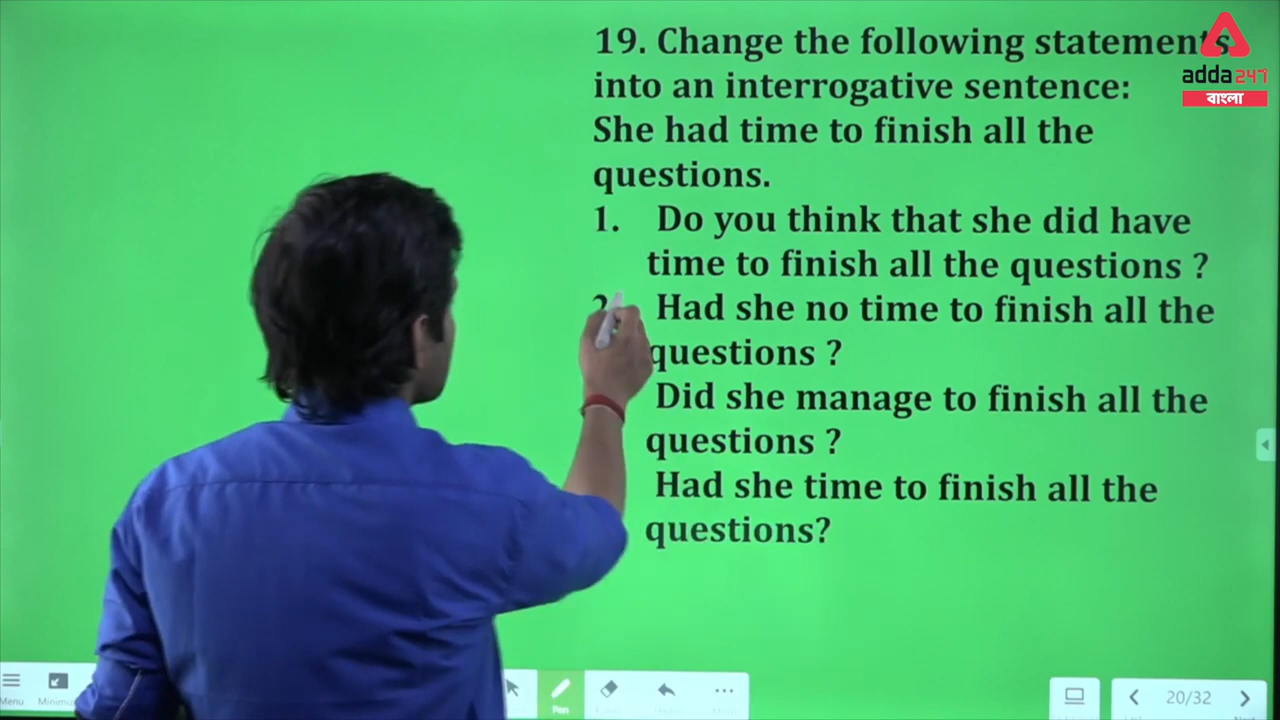 19. Change the following statements
into an interrogative sentence:
She had time to finish all the
questions.
1. Do you think that she did have
time to finish all the questions ?
2 Had she no time to finish all the
questions ?
Did she manage to finish all the
questions ?
Had she time to finish all the
questions?
adda247
বাংলা
Menu
Pen
20/32